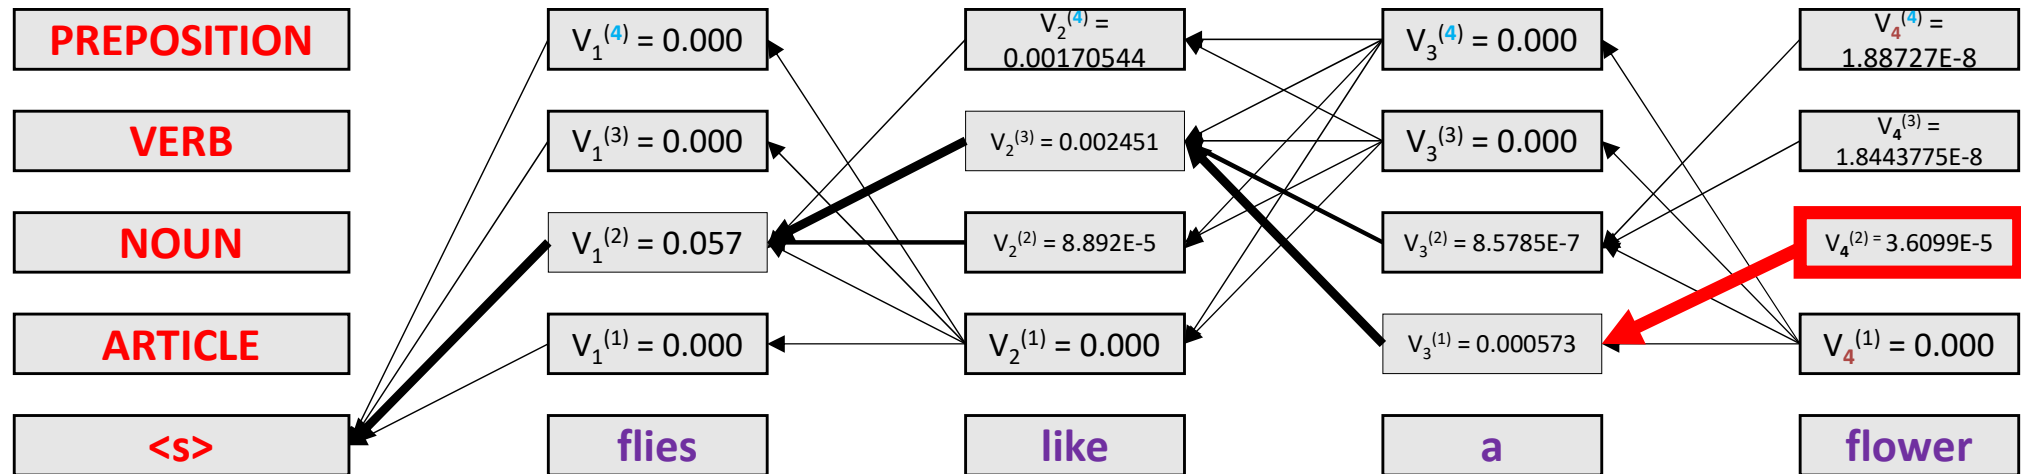 PREPOSITION
V1(4) = 0.000
V2(4) =
0.00170544
V3(4) = 0.000
V4(4) =
1.88727E-8
VERB
V1(3) = 0.000
V2(3) = 0.002451
V3(3) = 0.000
V4(3) =
1.8443775E-8
NOUN
V1(2) = 0.057
V2(2) = 8.892E-5
V3(2) = 8.5785E-7
V4(2) = 3.6099E-5
ARTICLE
V1(1) = 0.000
V2(1) = 0.000
V3(1) = 0.000573
V4(1) = 0.000
<s>
flies
like
a
flower